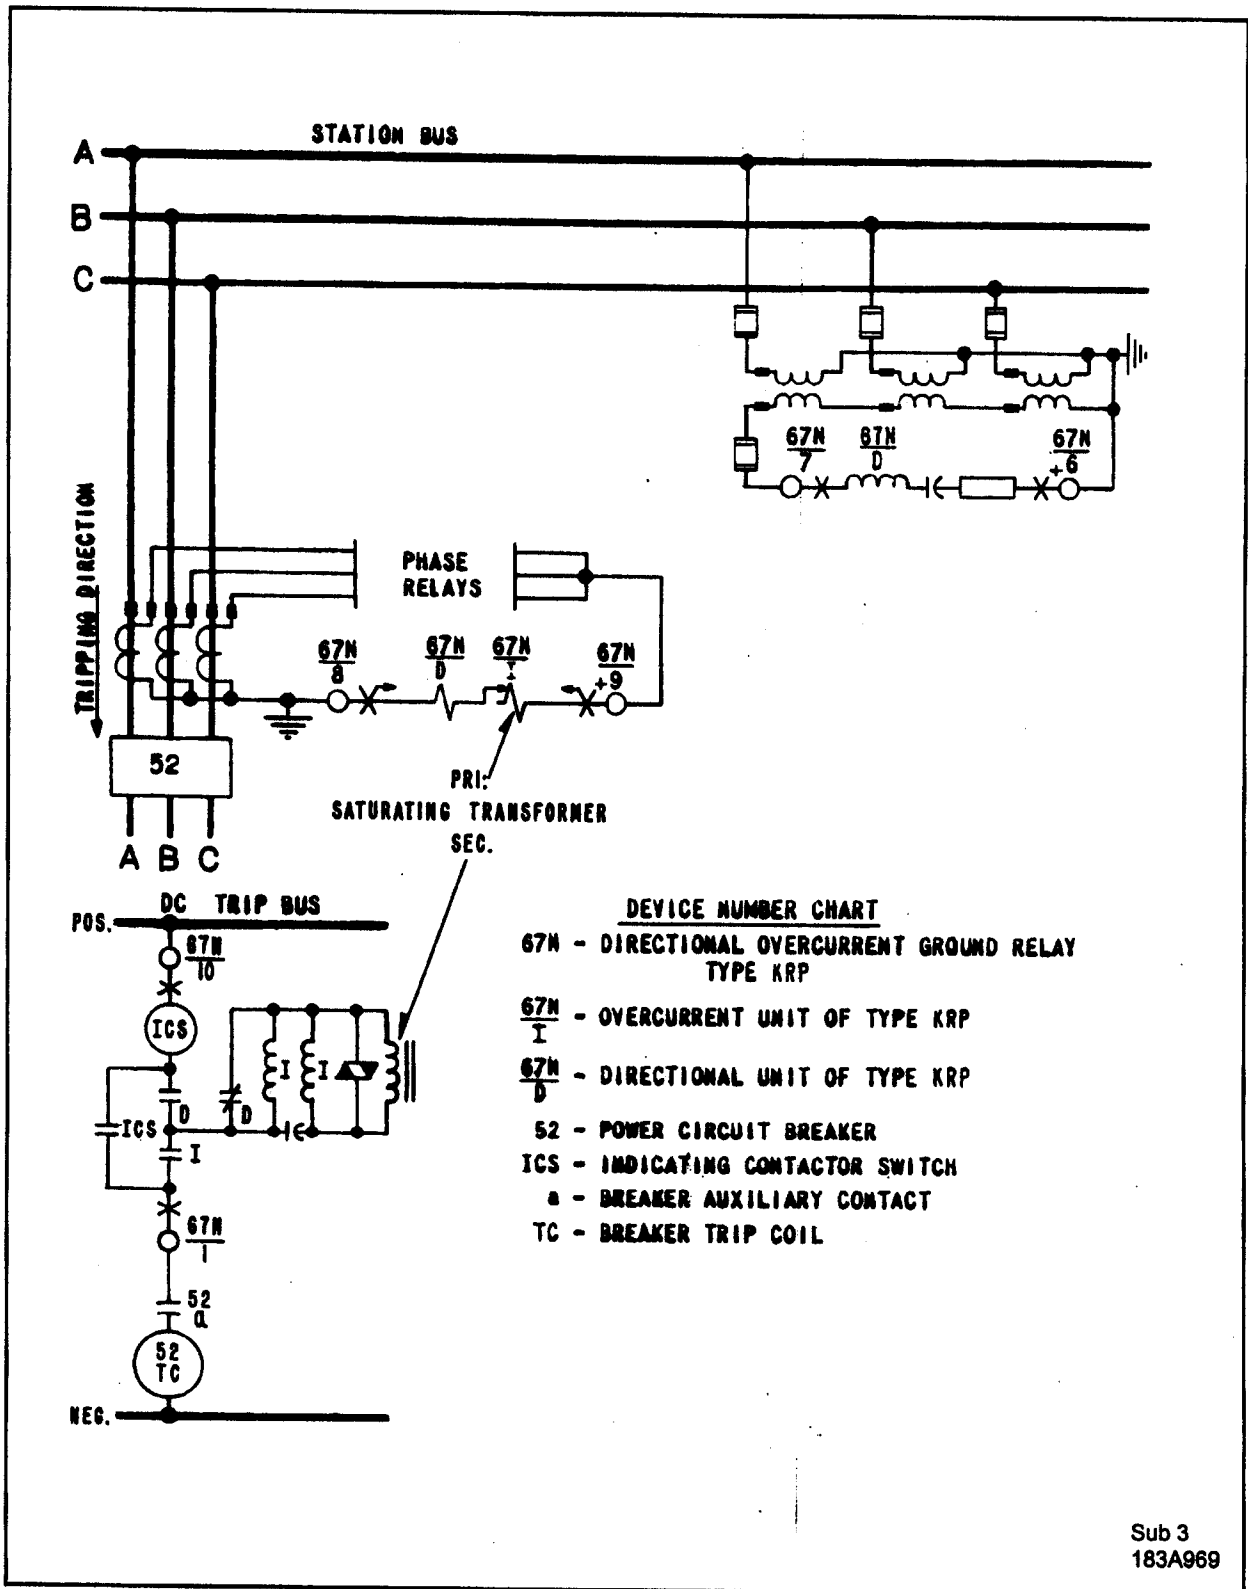 STATION BUS
A
B
C
67N
7
67N
D
67N
+6
TRIPPING DIRECTION
PHASE
RELAYS
67N
8
67N
D
67N
I
67N
+9
52
PRI:
SATURATING TRANSFORMER
SEC.
A B C
DC TRIP BUS
POS.
67N
10
ICS
D
ICS
I
D
I
I
67N
1
52
a
52
TC
NEG.
DEVICE NUMBER CHART
67N - DIRECTIONAL OVERCURRENT GROUND RELAY
TYPE KRP
67N
I - OVERCURRENT UNIT OF TYPE KRP
67N
D - DIRECTIONAL UNIT OF TYPE KRP
52 - POWER CIRCUIT BREAKER
ICS - INDICATING CONTACTOR SWITCH
a - BREAKER AUXILIARY CONTACT
TC - BREAKER TRIP COIL
Sub 3
183A969